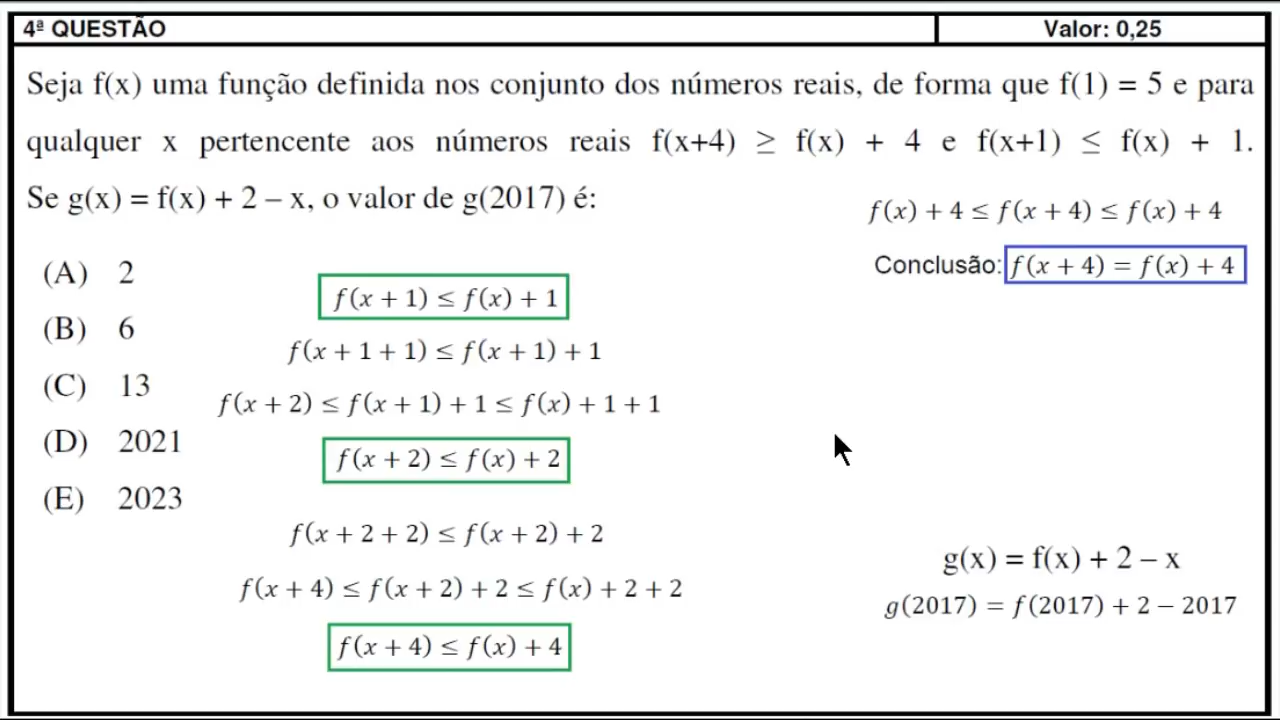 4ª QUESTÃO
Valor: 0,25
Seja f(x) uma função definida nos conjunto dos números reais, de forma que f(1) = 5 e para
qualquer x pertencente aos números reais f(x+4) ≥ f(x) + 4 e f(x+1) ≤ f(x) + 1.
Se g(x) = f(x) + 2 – x, o valor de g(2017) é:
(A) 2
(B) 6
(C) 13
(D) 2021
(E) 2023
f(x + 1) ≤ f(x) + 1
f(x + 1 + 1) ≤ f(x + 1) + 1
f(x + 2) ≤ f(x + 1) + 1 ≤ f(x) + 1 + 1
f(x + 2) ≤ f(x) + 2
f(x + 2 + 2) ≤ f(x + 2) + 2
f(x + 4) ≤ f(x + 2) + 2 ≤ f(x) + 2 + 2
f(x + 4) ≤ f(x) + 4
f(x) + 4 ≤ f(x + 4) ≤ f(x) + 4
Conclusão: f(x + 4) = f(x) + 4
g(x) = f(x) + 2 – x
g(2017) = f(2017) + 2 − 2017